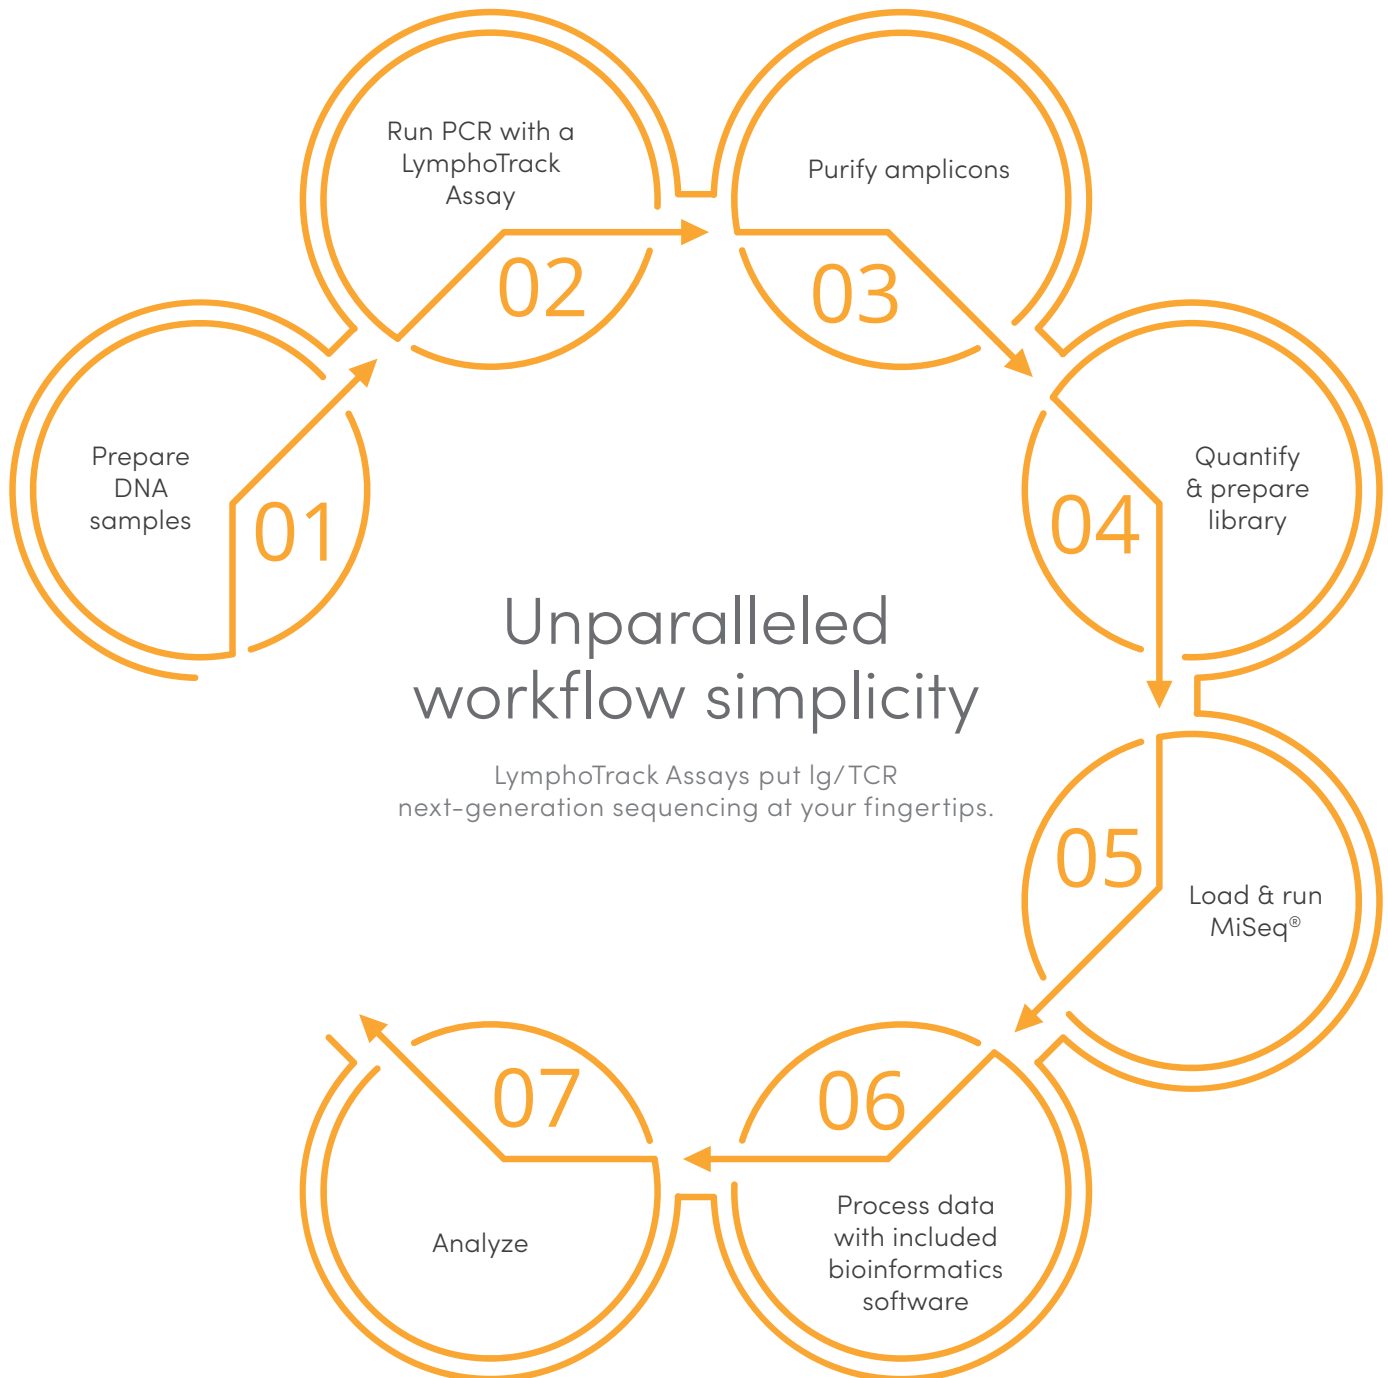 Prepare
DNA
samples
01
Run PCR with a
LymphoTrack
Assay
02
Purify amplicons
03
Quantify
& prepare
library
04
Load & run
MiSeq®
05
Process data
with included
bioinformatics
software
06
Analyze
07
Unparalleled
workflow simplicity
LymphoTrack Assays put Ig/TCR
next-generation sequencing at your fingertips.